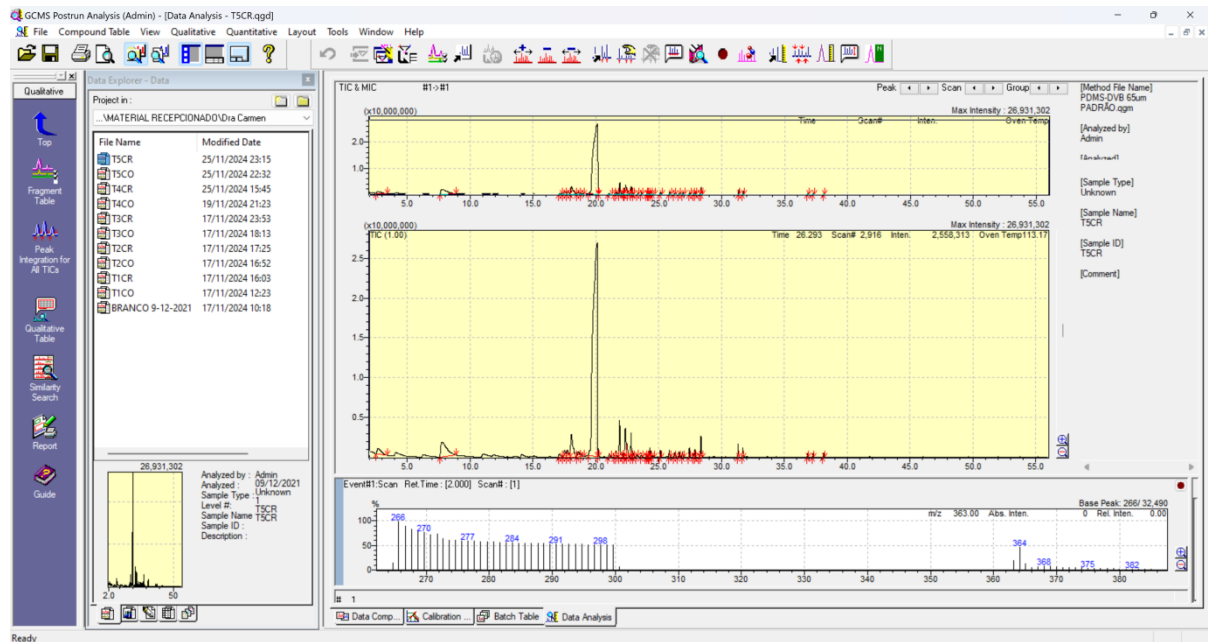 GCMS Postrun Analysis (Admin) - [Data Analysis - T5CR.qgd]
File Compound Table View Qualitative Quantitative Layout Tools Window Help
Qualitative
Top
Fragment
Table
Peak
Integration for
All TICs
Qualitative
Table
Similarity
Search
Report
Guide
Data Explorer - Data
Project in :
...\MATERIAL RECEPCIONADO\Dra Carmen
File Name Modified Date
T5CR 25/11/2024 23:15
T5CO 25/11/2024 22:32
T4CR 25/11/2024 15:45
T4CO 19/11/2024 21:23
T3CR 17/11/2024 23:53
T3CO 17/11/2024 18:13
T2CR 17/11/2024 17:25
T2CO 17/11/2024 16:52
T1CR 17/11/2024 16:03
T1CO 17/11/2024 12:23
BRANCO 9-12-2021 17/11/2024 10:18
26,931,302
2.0 50
Analyzed by : Admin
Analyzed : 09/12/2021
Sample Type : Unknown
Level #: 1
Sample Name T5CR
Sample ID : T5CR
Description :
TIC & MIC #1->#1 Peak Scan Group
(x10,000,000) Max Intensity : 26,931,302
Time Scan# Inten. Oven Temp
2.0
1.0
5.0 10.0 15.0 20.0 25.0 30.0 35.0 40.0 45.0 50.0 55.0
(x10,000,000) Max Intensity : 26,931,302
TIC (1.00) Time 26.293 Scan# 2,916 Inten. 2,558,313 Oven Temp 113.17
2.5
2.0
1.5
1.0
0.5
5.0 10.0 15.0 20.0 25.0 30.0 35.0 40.0 45.0 50.0 55.0
[Method File Name]
PDMS-DVB 65um
PADRÃO.qgm
[Analyzed by]
Admin
[Analyzed]
[Sample Type]
Unknown
[Sample Name]
T5CR
[Sample ID]
T5CR
[Comment]
Event#1:Scan Ret.Time : [2.000] Scan# : [1]
% Base Peak: 266/ 32,490
m/z 363.00 Abs. Inten. 0 Rel. Inten. 0.00
100
50
0
266 270 277 284 291 298 364 368 375 382
270 280 290 300 310 320 330 340 350 360 370 380
# 1
Data Comp... Calibration ... Batch Table Data Analysis
Ready